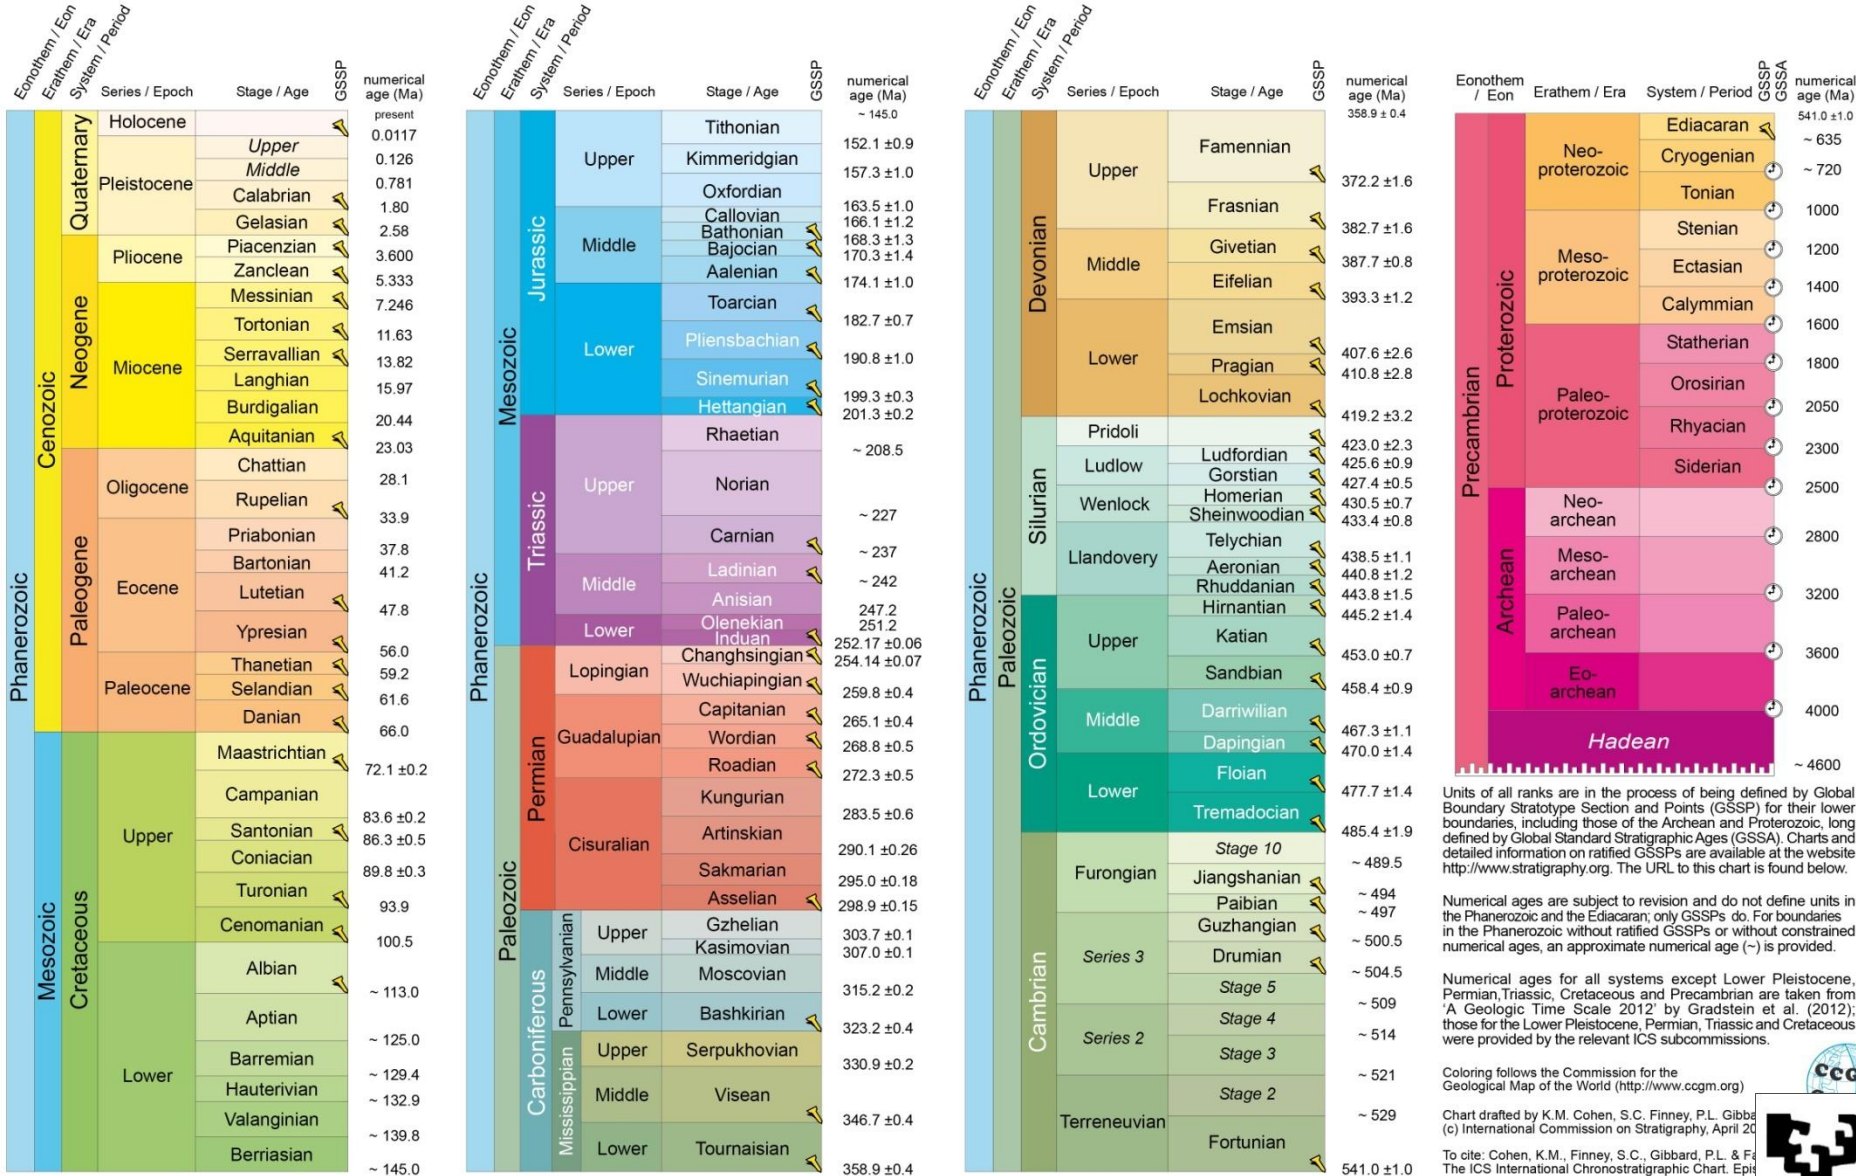 Eonothem / Eon
Erathem / Era
System / Period
Series / Epoch
Stage / Age
GSSP
numerical
age (Ma)
Phanerozoic
Cenozoic
Mesozoic
Quaternary
Neogene
Paleogene
Cretaceous
Holocene
Pleistocene
Pliocene
Miocene
Oligocene
Eocene
Paleocene
Upper
Lower
Upper
Middle
Calabrian
Gelasian
Piacenzian
Zanclean
Messinian
Tortonian
Serravallian
Langhian
Burdigalian
Aquitanian
Chattian
Rupelian
Priabonian
Bartonian
Lutetian
Ypresian
Thanetian
Selandian
Danian
Maastrichtian
Campanian
Santonian
Coniacian
Turonian
Cenomanian
Albian
Aptian
Barremian
Hauterivian
Valanginian
Berriasian
present
0.0117
0.126
0.781
1.80
2.58
3.600
5.333
7.246
11.63
13.82
15.97
20.44
23.03
28.1
33.9
37.8
41.2
47.8
56.0
59.2
61.6
66.0
72.1 ±0.2
83.6 ±0.2
86.3 ±0.5
89.8 ±0.3
93.9
100.5
~ 113.0
~ 125.0
~ 129.4
~ 132.9
~ 139.8
~ 145.0
Eonothem / Eon
Erathem / Era
System / Period
Series / Epoch
Stage / Age
GSSP
numerical
age (Ma)
Phanerozoic
Mesozoic
Paleozoic
Jurassic
Triassic
Permian
Carboniferous
Pennsylvanian
Mississippian
Upper
Middle
Lower
Upper
Middle
Lower
Lopingian
Guadalupian
Cisuralian
Upper
Middle
Lower
Upper
Middle
Lower
Tithonian
Kimmeridgian
Oxfordian
Callovian
Bathonian
Bajocian
Aalenian
Toarcian
Pliensbachian
Sinemurian
Hettangian
Rhaetian
Norian
Carnian
Ladinian
Anisian
Olenekian
Induan
Changhsingian
Wuchiapingian
Capitanian
Wordian
Roadian
Kungurian
Artinskian
Sakmarian
Asselian
Gzhelian
Kasimovian
Moscovian
Bashkirian
Serpukhovian
Visean
Tournaisian
~ 145.0
152.1 ±0.9
157.3 ±1.0
163.5 ±1.0
166.1 ±1.2
168.3 ±1.3
170.3 ±1.4
174.1 ±1.0
182.7 ±0.7
190.8 ±1.0
199.3 ±0.3
201.3 ±0.2
~ 208.5
~ 227
~ 237
~ 242
247.2
251.2
252.17 ±0.06
254.14 ±0.07
259.8 ±0.4
265.1 ±0.4
268.8 ±0.5
272.3 ±0.5
283.5 ±0.6
290.1 ±0.26
295.0 ±0.18
298.9 ±0.15
303.7 ±0.1
307.0 ±0.1
315.2 ±0.2
323.2 ±0.4
330.9 ±0.2
346.7 ±0.4
358.9 ±0.4
Eonothem / Eon
Erathem / Era
System / Period
Series / Epoch
Stage / Age
GSSP
numerical
age (Ma)
Phanerozoic
Paleozoic
Devonian
Silurian
Ordovician
Cambrian
Upper
Middle
Lower
Pridoli
Ludlow
Wenlock
Llandovery
Upper
Middle
Lower
Furongian
Series 3
Series 2
Terreneuvian
Famennian
Frasnian
Givetian
Eifelian
Emsian
Pragian
Lochkovian
Ludfordian
Gorstian
Homerian
Sheinwoodian
Telychian
Aeronian
Rhuddanian
Hirnantian
Katian
Sandbian
Darriwilian
Dapingian
Floian
Tremadocian
Stage 10
Jiangshanian
Paibian
Guzhangian
Drumian
Stage 5
Stage 4
Stage 3
Stage 2
Fortunian
358.9 ± 0.4
372.2 ±1.6
382.7 ±1.6
387.7 ±0.8
393.3 ±1.2
407.6 ±2.6
410.8 ±2.8
419.2 ±3.2
423.0 ±2.3
425.6 ±0.9
427.4 ±0.5
430.5 ±0.7
433.4 ±0.8
438.5 ±1.1
440.8 ±1.2
443.8 ±1.5
445.2 ±1.4
453.0 ±0.7
458.4 ±0.9
467.3 ±1.1
470.0 ±1.4
477.7 ±1.4
485.4 ±1.9
~ 489.5
~ 494
~ 497
~ 500.5
~ 504.5
~ 509
~ 514
~ 521
~ 529
541.0 ±1.0
Eonothem
/ Eon
Erathem / Era
System / Period
GSSP
GSSA
numerical
age (Ma)
Precambrian
Proterozoic
Archean
Hadean
Neo-
proterozoic
Meso-
proterozoic
Paleo-
proterozoic
Neo-
archean
Meso-
archean
Paleo-
archean
Eo-
archean
Ediacaran
Cryogenian
Tonian
Stenian
Ectasian
Calymmian
Statherian
Orosirian
Rhyacian
Siderian
541.0 ±1.0
~ 635
~ 720
1000
1200
1400
1600
1800
2050
2300
2500
2800
3200
3600
4000
~ 4600
Units of all ranks are in the process of being defined by Global
Boundary Stratotype Section and Points (GSSP) for their lower
boundaries, including those of the Archean and Proterozoic, long
defined by Global Standard Stratigraphic Ages (GSSA). Charts and
detailed information on ratified GSSPs are available at the website
http://www.stratigraphy.org. The URL to this chart is found below.
Numerical ages are subject to revision and do not define units in
the Phanerozoic and the Ediacaran; only GSSPs do. For boundaries
in the Phanerozoic without ratified GSSPs or without constrained
numerical ages, an approximate numerical age (~) is provided.
Numerical ages for all systems except Lower Pleistocene,
Permian,Triassic, Cretaceous and Precambrian are taken from
‘A Geologic Time Scale 2012’ by Gradstein et al. (2012);
those for the Lower Pleistocene, Permian, Triassic and Cretaceous
were provided by the relevant ICS subcommissions.
Coloring follows the Commission for the
Geological Map of the World (http://www.ccgm.org)
Chart drafted by K.M. Cohen, S.C. Finney, P.L. Gibba
(c) International Commission on Stratigraphy, April 20
To cite: Cohen, K.M., Finney, S.C., Gibbard, P.L. & Fa
The ICS International Chronostratigraphic Chart. Epis